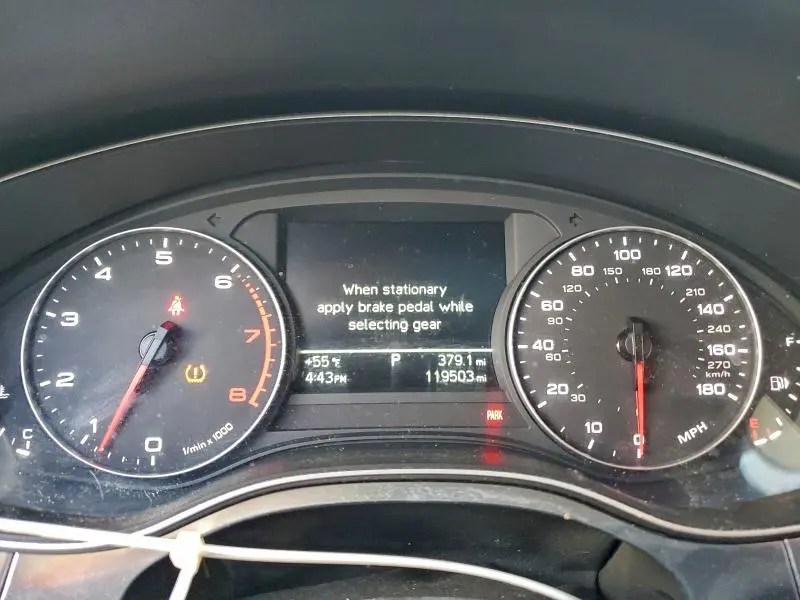 When stationary
apply brake pedal while
selecting gear
+55 °F P 379.1 mi
4:43PM 119503 mi
PARK
0
1
2
3
4
5
6
7
8
1/min x 1000
0
10
20
40
60
80
100
120
140
160
180
MPH
30
60
90
120
150
180
210
240
270
km/h
C
F
E